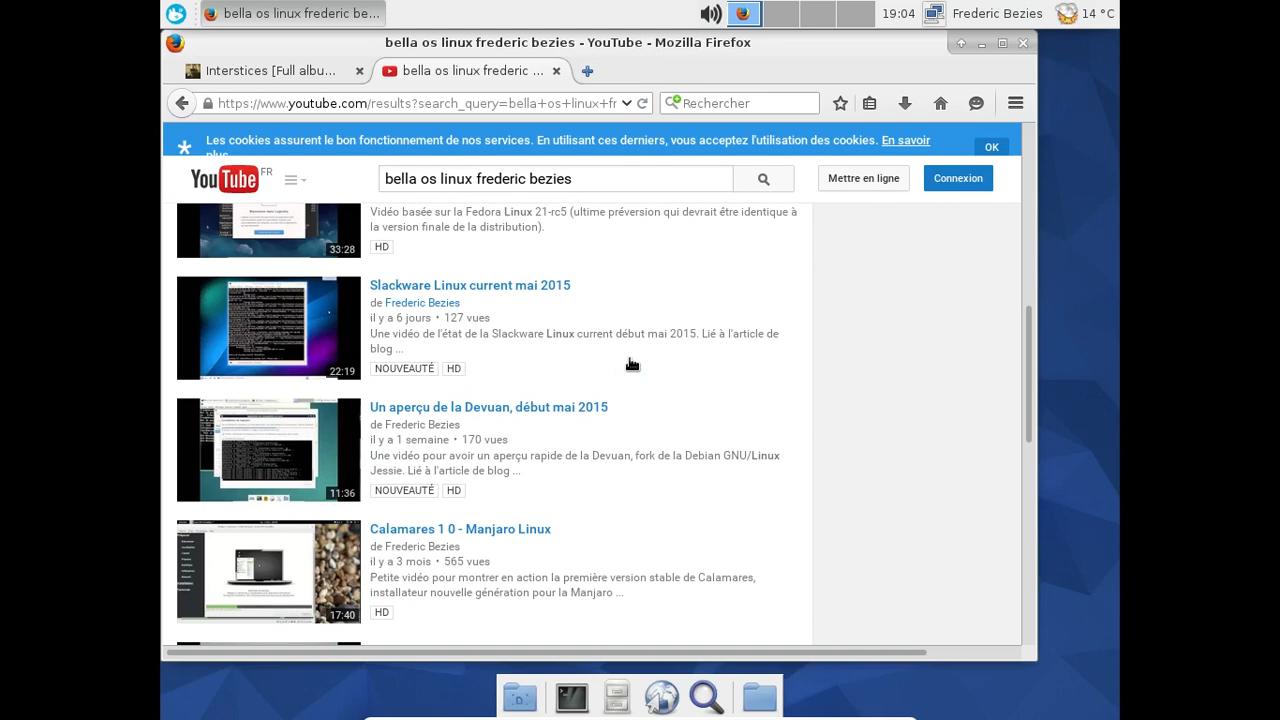 bella os linux frederic be...
19:04
Frederic Bezies
14 °C
bella os linux frederic bezies - YouTube - Mozilla Firefox
Interstices [Full albu...
bella os linux frederic ...
https://www.youtube.com/results?search_query=bella+os+linux+fr
Rechercher
Les cookies assurent le bon fonctionnement de nos services. En utilisant ces derniers, vous acceptez l'utilisation des cookies. En savoir
plus
OK
YouTube FR
bella os linux frederic bezies
Mettre en ligne
Connexion
Vidéo basée sur la Fedora Linux 21-rc5 (ultime préversion qui devrait être identique à
la version finale de la distribution).
33:28
HD
Slackware Linux current mai 2015
de Frederic Bezies
il y a 6 jours • 127 vues
Une vidéo de l'état de la Slackware Linux current début mai 2015. Lié à l'article de
blog ...
NOUVEAUTÉ HD
22:19
Un aperçu de la Devuan, début mai 2015
de Frederic Bezies
il y a 1 semaine • 170 vues
Une vidéo pour avoir un aperçu rapide de la Devuan, fork de la Debian GNU/Linux
Jessie. Lié à l'article de blog ...
NOUVEAUTÉ HD
11:36
Calamares 1 0 - Manjaro Linux
de Frederic Bezies
il y a 3 mois • 565 vues
Petite vidéo pour montrer en action la première version stable de Calamares,
installateur nouvelle génération pour la Manjaro ...
HD
17:40